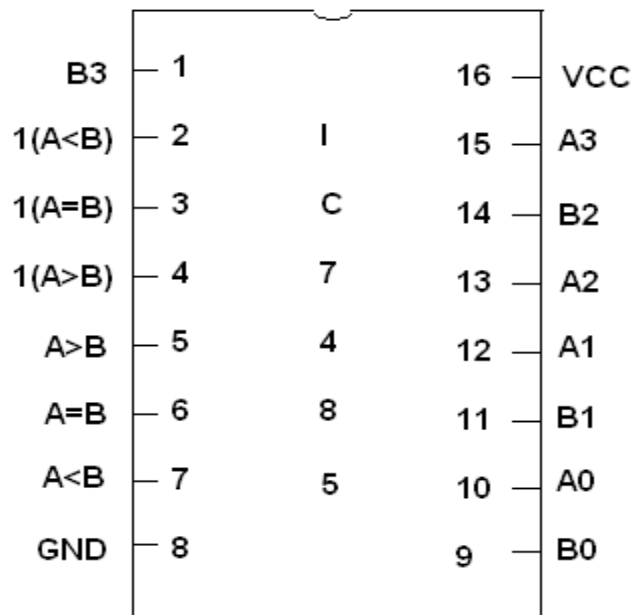 B3 1 16 VCC
1(A<B) 2 I 15 A3
1(A=B) 3 C 14 B2
1(A>B) 4 7 13 A2
A>B 5 4 12 A1
A=B 6 8 11 B1
A<B 7 5 10 A0
GND 8 9 B0